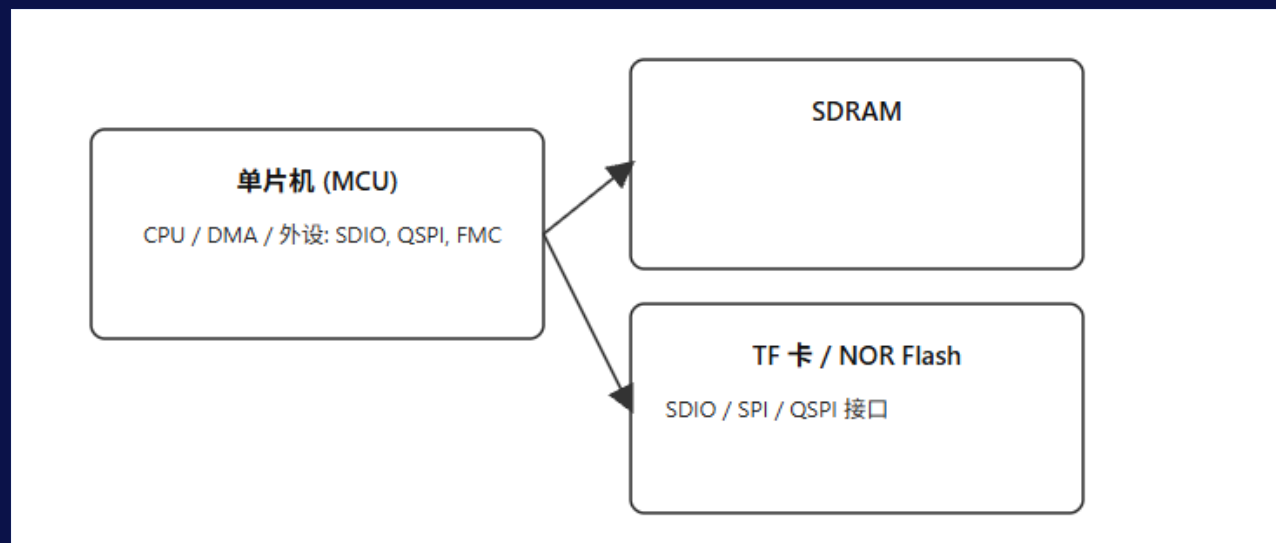 SDRAM
单片机 (MCU)
CPU / DMA / 外设: SDIO, QSPI, FMC
TF 卡 / NOR Flash
SDIO / SPI / QSPI 接口